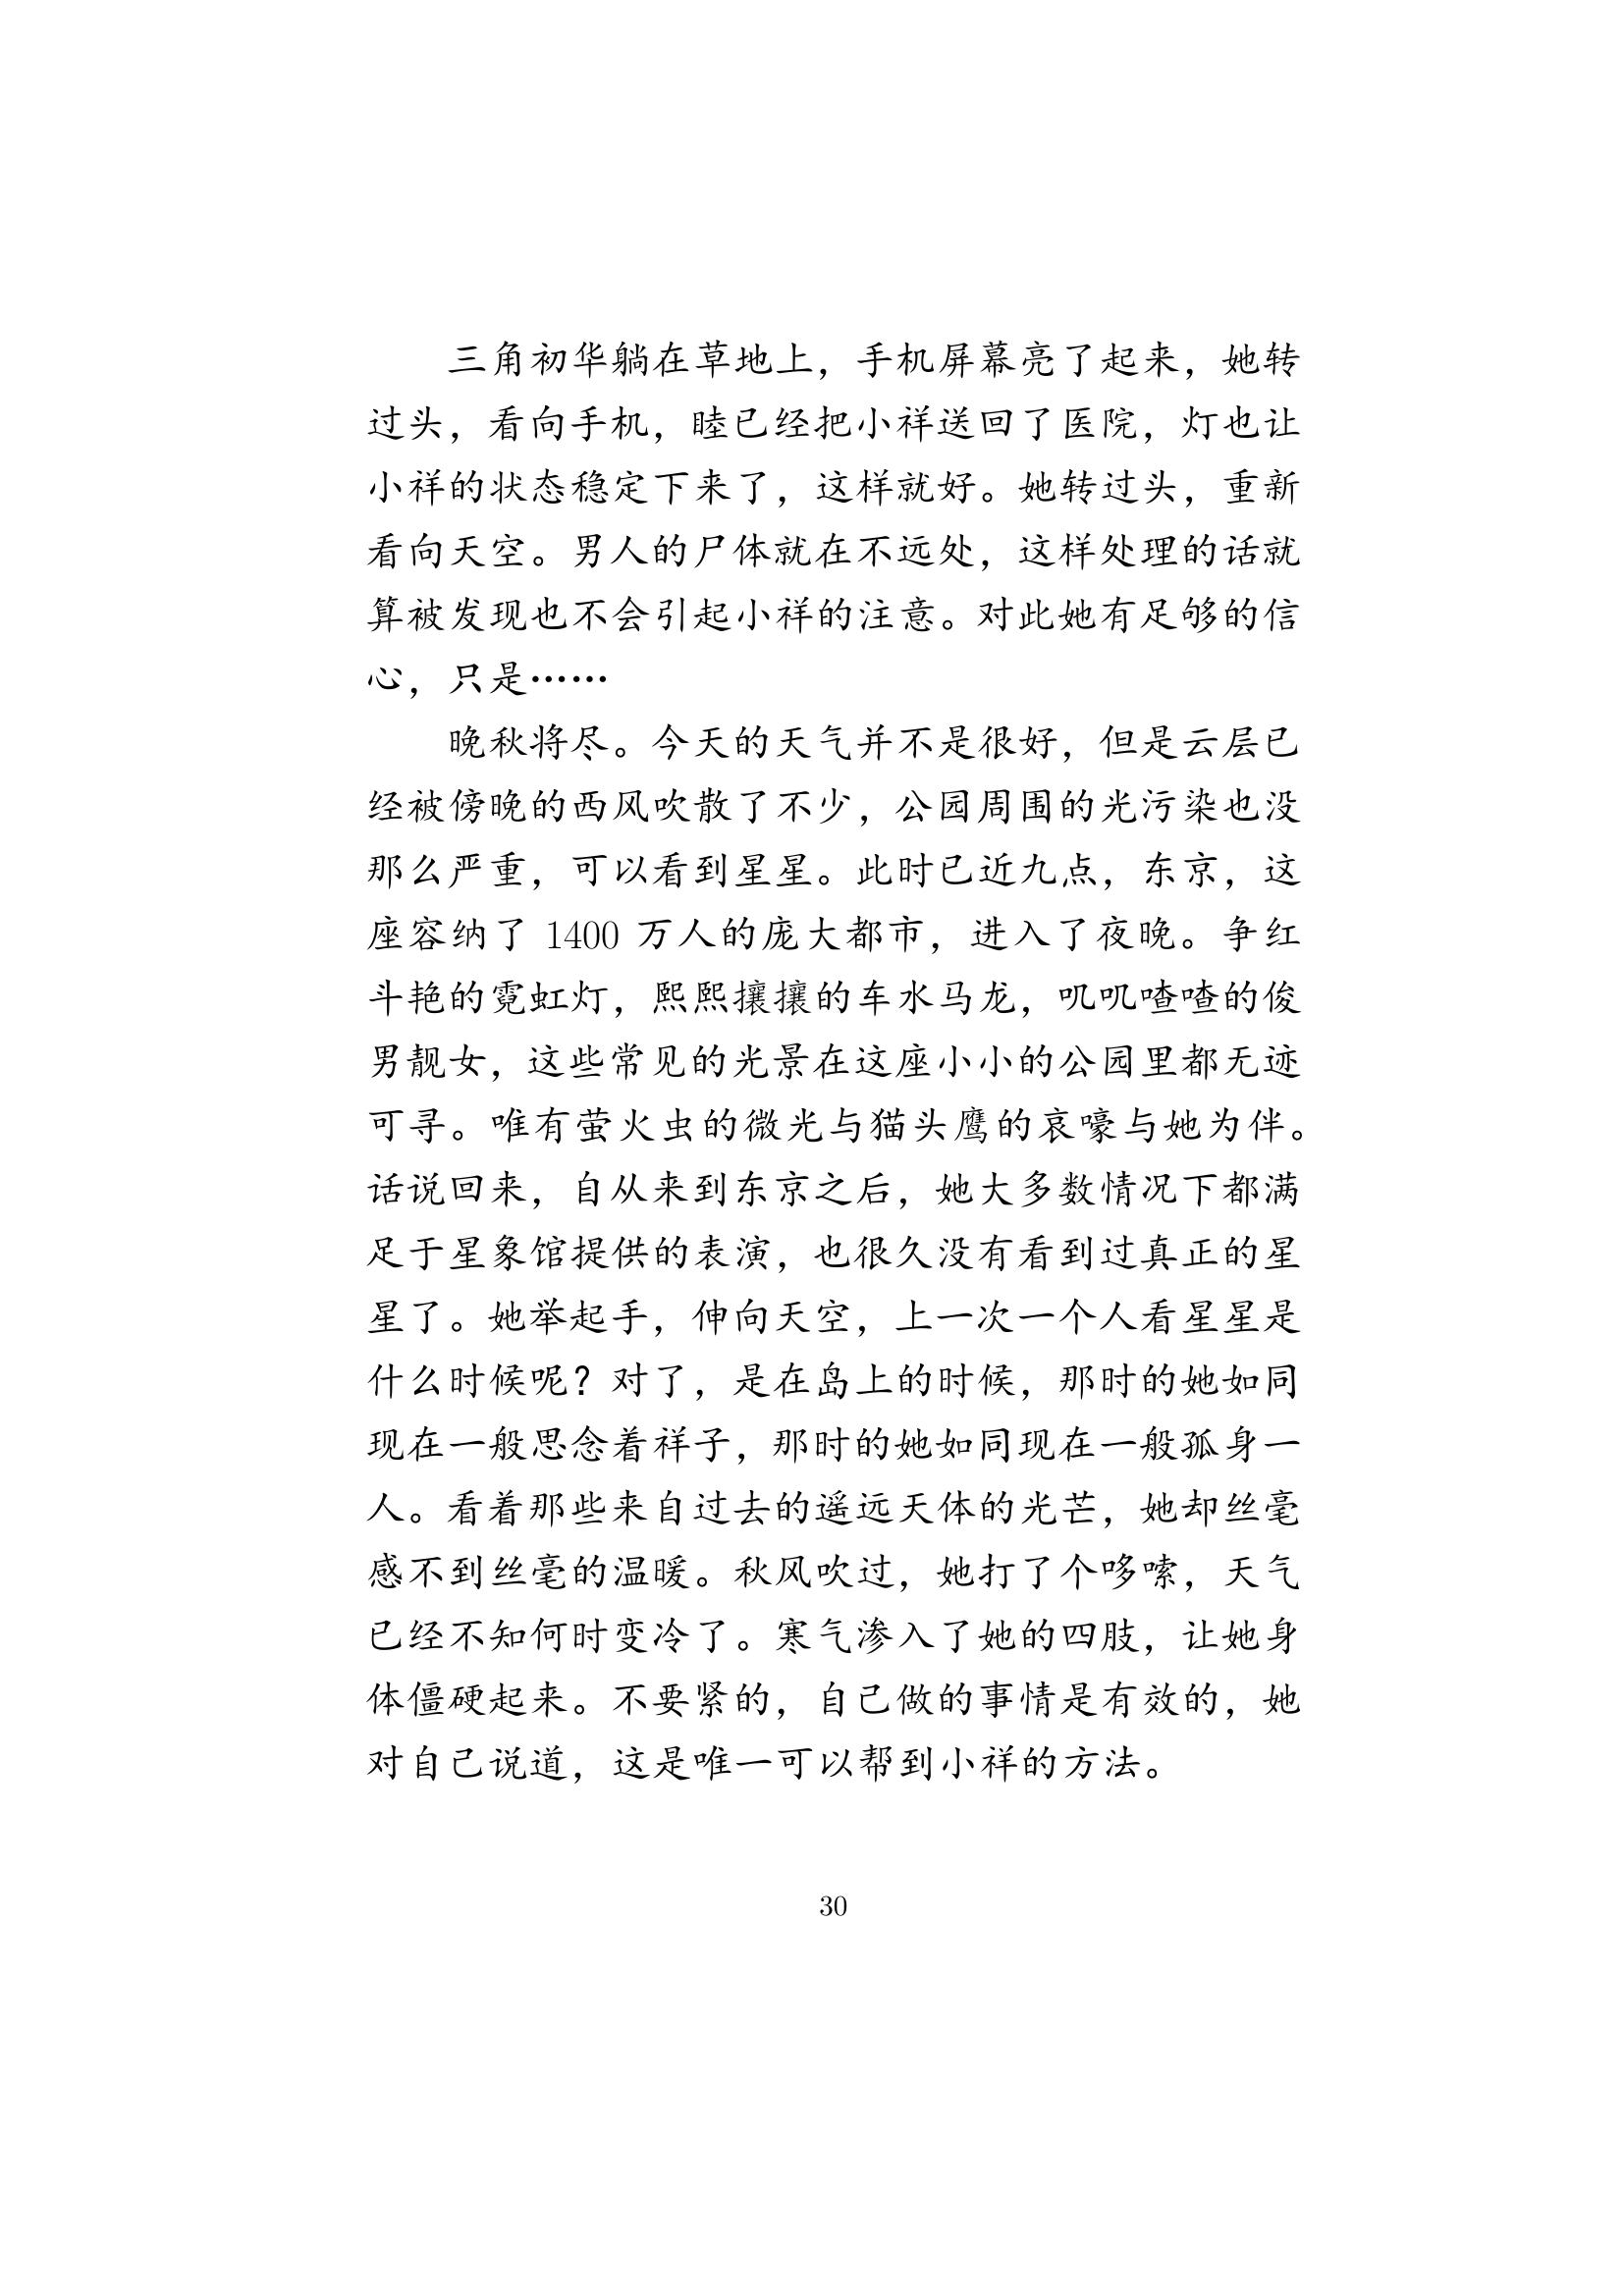 三角初华躺在草地上，手机屏幕亮了起来，她转
过头，看向手机，睦已经把小祥送回了医院，灯也让
小祥的状态稳定下来了，这样就好。她转过头，重新
看向天空。男人的尸体就在不远处，这样处理的话就
算被发现也不会引起小祥的注意。对此她有足够的信
心，只是……
晚秋将尽。今天的天气并不是很好，但是云层已
经被傍晚的西风吹散了不少，公园周围的光污染也没
那么严重，可以看到星星。此时已近九点，东京，这
座容纳了 1400 万人的庞大都市，进入了夜晚。争红
斗艳的霓虹灯，熙熙攘攘的车水马龙，叽叽喳喳的俊
男靓女，这些常见的光景在这座小小的公园里都无迹
可寻。唯有萤火虫的微光与猫头鹰的哀嚎与她为伴。
话说回来，自从来到东京之后，她大多数情况下都满
足于星象馆提供的表演，也很久没有看到过真正的星
星了。她举起手，伸向天空，上一次一个人看星星是
什么时候呢？对了，是在岛上的时候，那时的她如同
现在一般思念着祥子，那时的她如同现在一般孤身一
人。看着那些来自过去的遥远天体的光芒，她却丝毫
感不到丝毫的温暖。秋风吹过，她打了个哆嗦，天气
已经不知何时变冷了。寒气渗入了她的四肢，让她身
体僵硬起来。不要紧的，自己做的事情是有效的，她
对自己说道，这是唯一可以帮到小祥的方法。
30